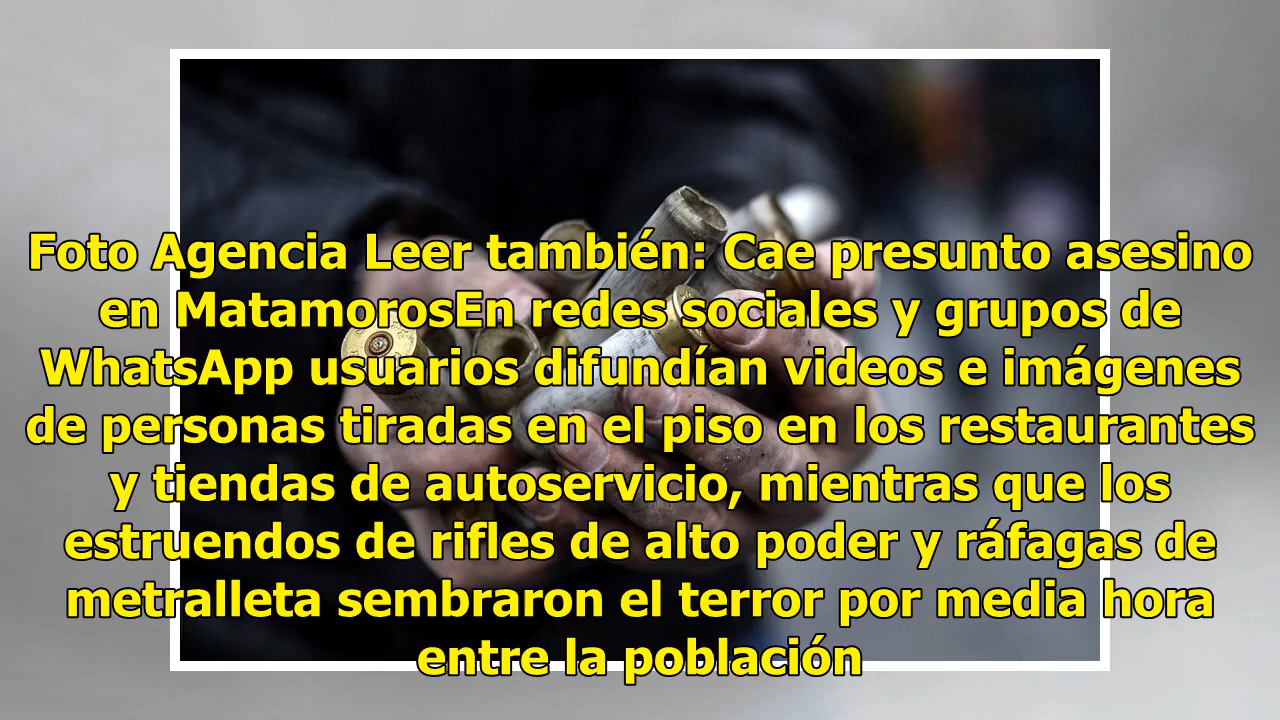 Foto Agencia Leer también: Cae presunto asesino
en MatamorosEn redes sociales y grupos de
WhatsApp usuarios difundían videos e imágenes
de personas tiradas en el piso en los restaurantes
y tiendas de autoservicio, mientras que los
estruendos de rifles de alto poder y ráfagas de
metralleta sembraron el terror por media hora
entre la población